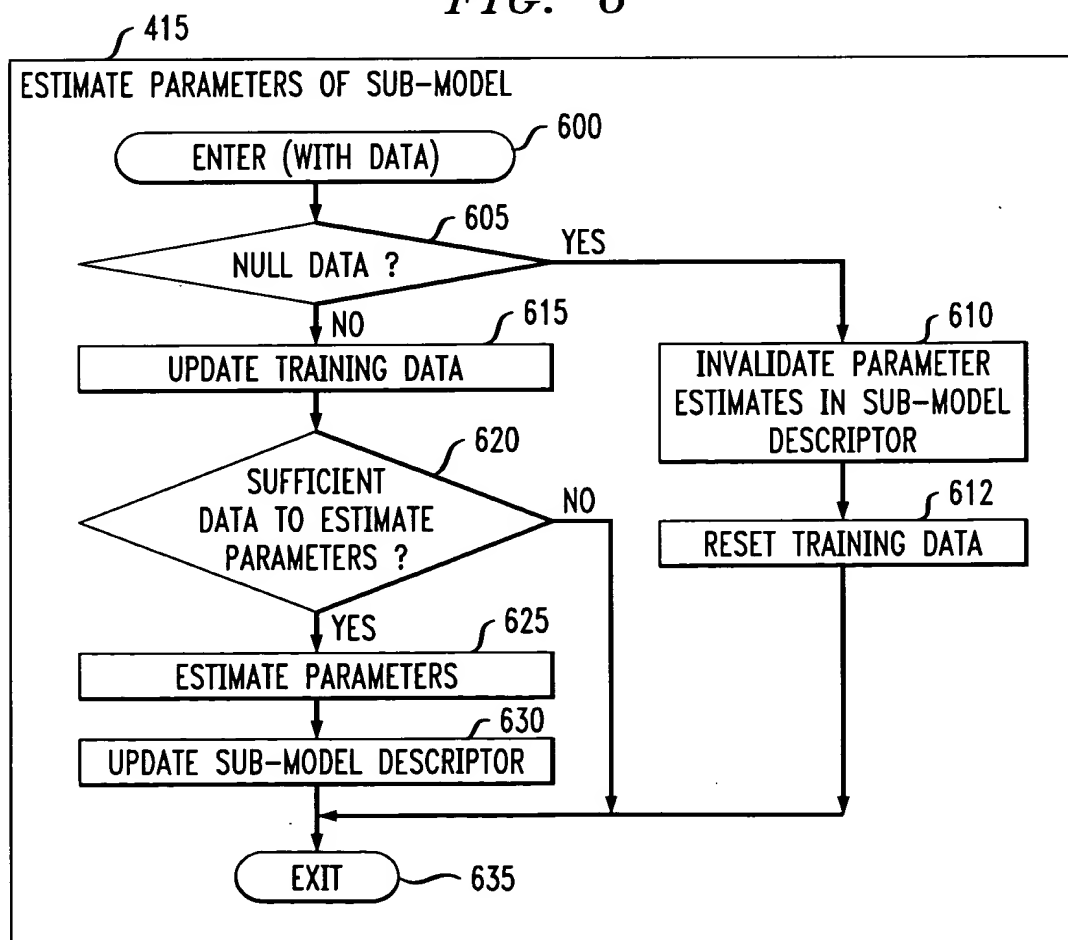 FIG.
415
ESTIMATE PARAMETERS OF SUB-MODEL
600
ENTER (WITH DATA)
605
NULL DATA ?
YES
NO
615
UPDATE TRAINING DATA
610
INVALIDATE PARAMETER
ESTIMATES IN SUB-MODEL
DESCRIPTOR
620
SUFFICIENT
DATA TO ESTIMATE
PARAMETERS ?
NO
612
RESET TRAINING DATA
YES
625
ESTIMATE PARAMETERS
630
UPDATE SUB-MODEL DESCRIPTOR
EXIT
635